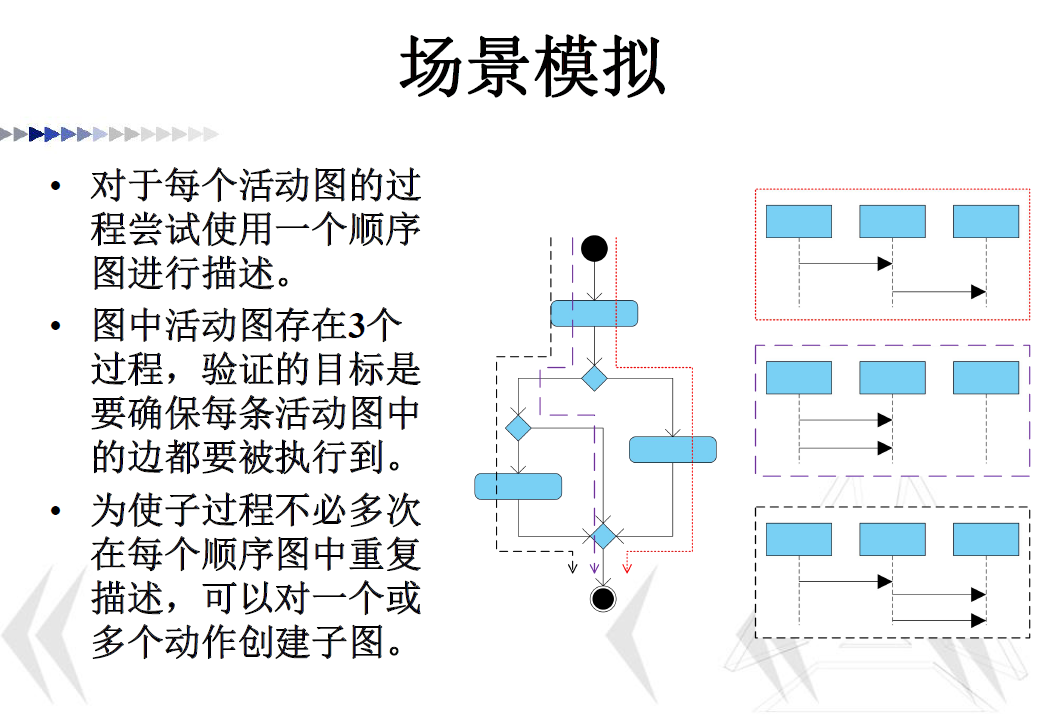 场景模拟
• 对于每个活动图的过
程尝试使用一个顺序
图进行描述。
• 图中活动图存在3个
过程，验证的目标是
要确保每条活动图中
的边都要被执行到。
• 为使子过程不必多次
在每个顺序图中重复
描述，可以对一个或
多个动作创建子图。